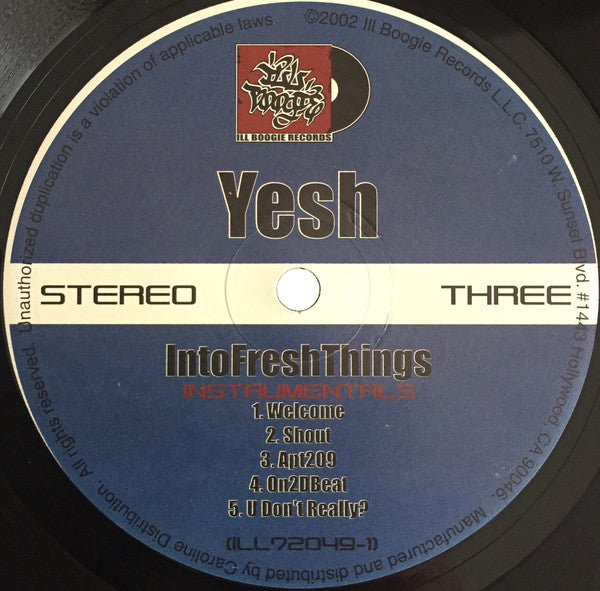 All rights reserved. Unauthorized duplication is a violation of applicable laws. ©2002 Ill Boogie Records L.L.C. 7510 W. Sunset Blvd. #1443 Hollywood, CA 90046. Manufactured and distributed by Caroline Distribution.
Ill
Boogie
ILL BOOGIE RECORDS
Yesh
STEREO THREE
IntoFreshThings
INSTRUMENTALS
1. Welcome
2. Shout
3. Apt209
4. On2DBeat
5. U Don't Really?
(ILL72049-1)